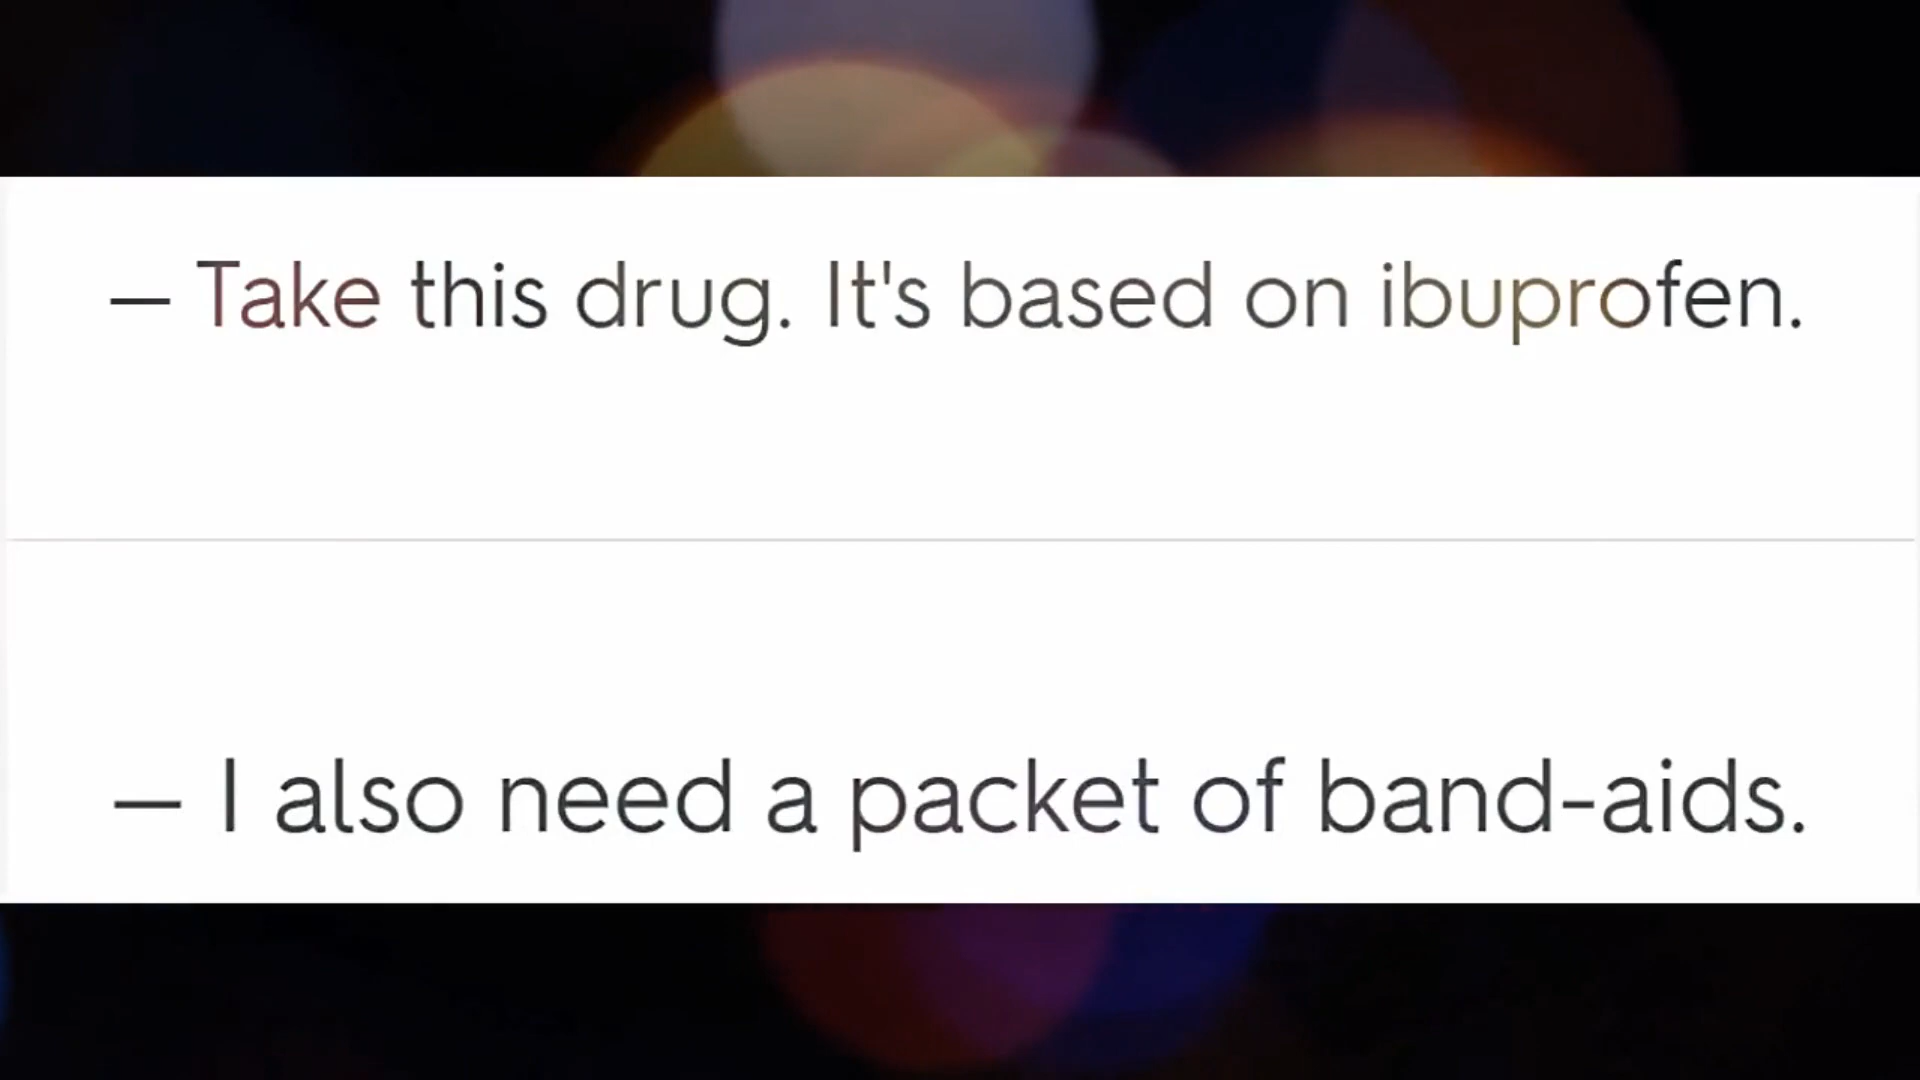 — Take this drug. It's based on ibuprofen.
— I also need a packet of band-aids.